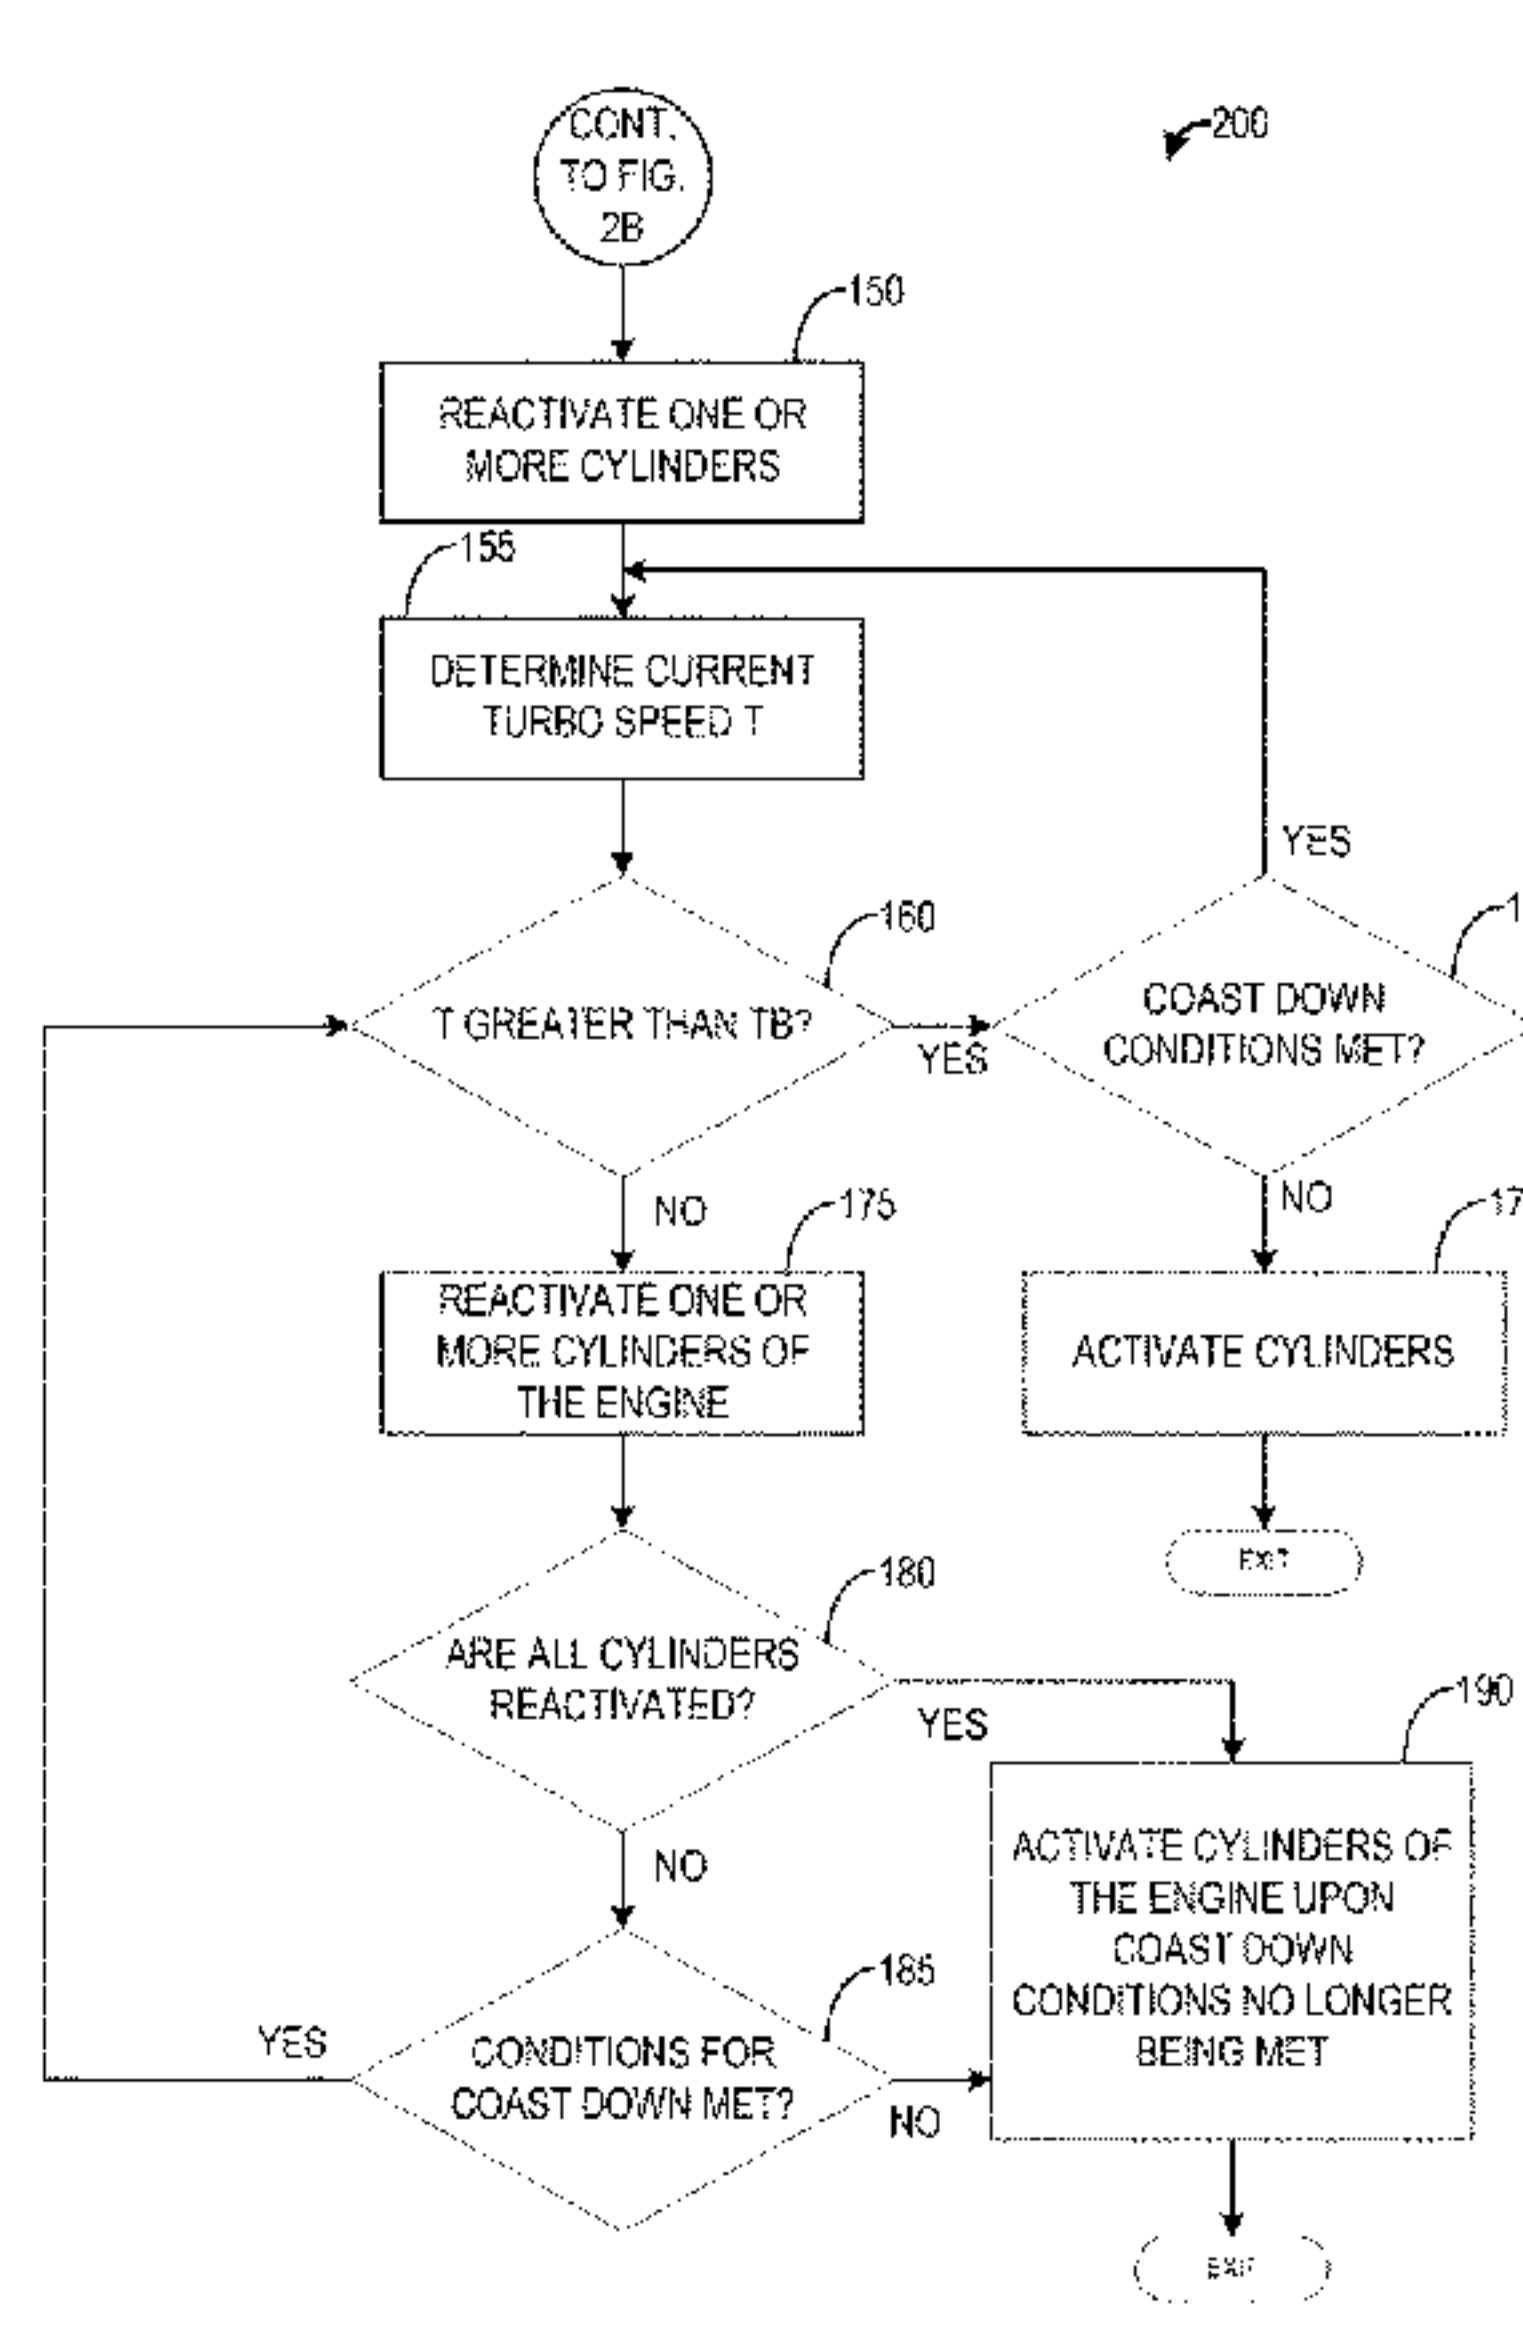 CONT.
TO FIG.
2B
200
150
REACTIVATE ONE OR
MORE CYLINDERS
155
DETERMINE CURRENT
TURBO SPEED T
YES
160
T GREATER THAN TB?
YES
COAST DOWN
CONDITIONS MET?
NO
NO
175
REACTIVATE ONE OR
MORE CYLINDERS OF
THE ENGINE
ACTIVATE CYLINDERS
EXIT
180
ARE ALL CYLINDERS
REACTIVATED?
YES
190
NO
ACTIVATE CYLINDERS OF
THE ENGINE UPON
COAST DOWN
CONDITIONS NO LONGER
BEING MET
185
YES
CONDITIONS FOR
COAST DOWN MET?
NO
EXIT